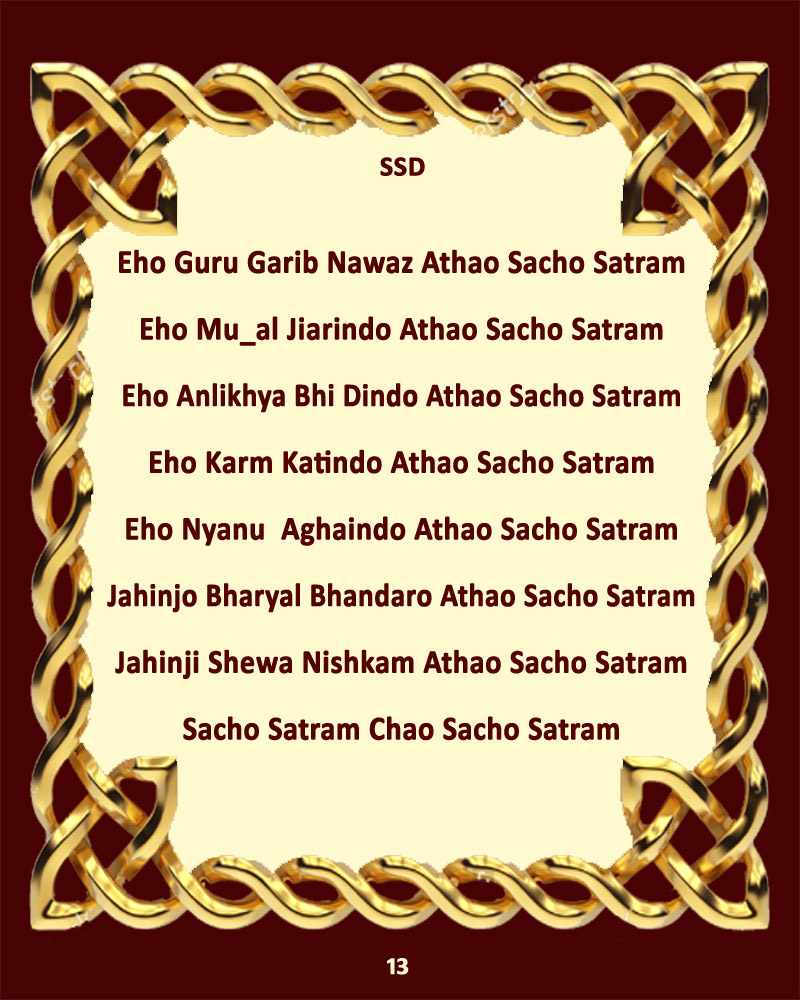 SSD
Eho Guru Garib Nawaz Athao Sacho Satram
Eho Mu_al Jiarindo Athao Sacho Satram
Eho Anlikhya Bhi Dindo Athao Sacho Satram
Eho Karm Katindo Athao Sacho Satram
Eho Nyanu  Aghaindo Athao Sacho Satram
Jahinjo Bharyal Bhandaro Athao Sacho Satram
Jahinji Shewa Nishkam Athao Sacho Satram
Sacho Satram Chao Sacho Satram
13